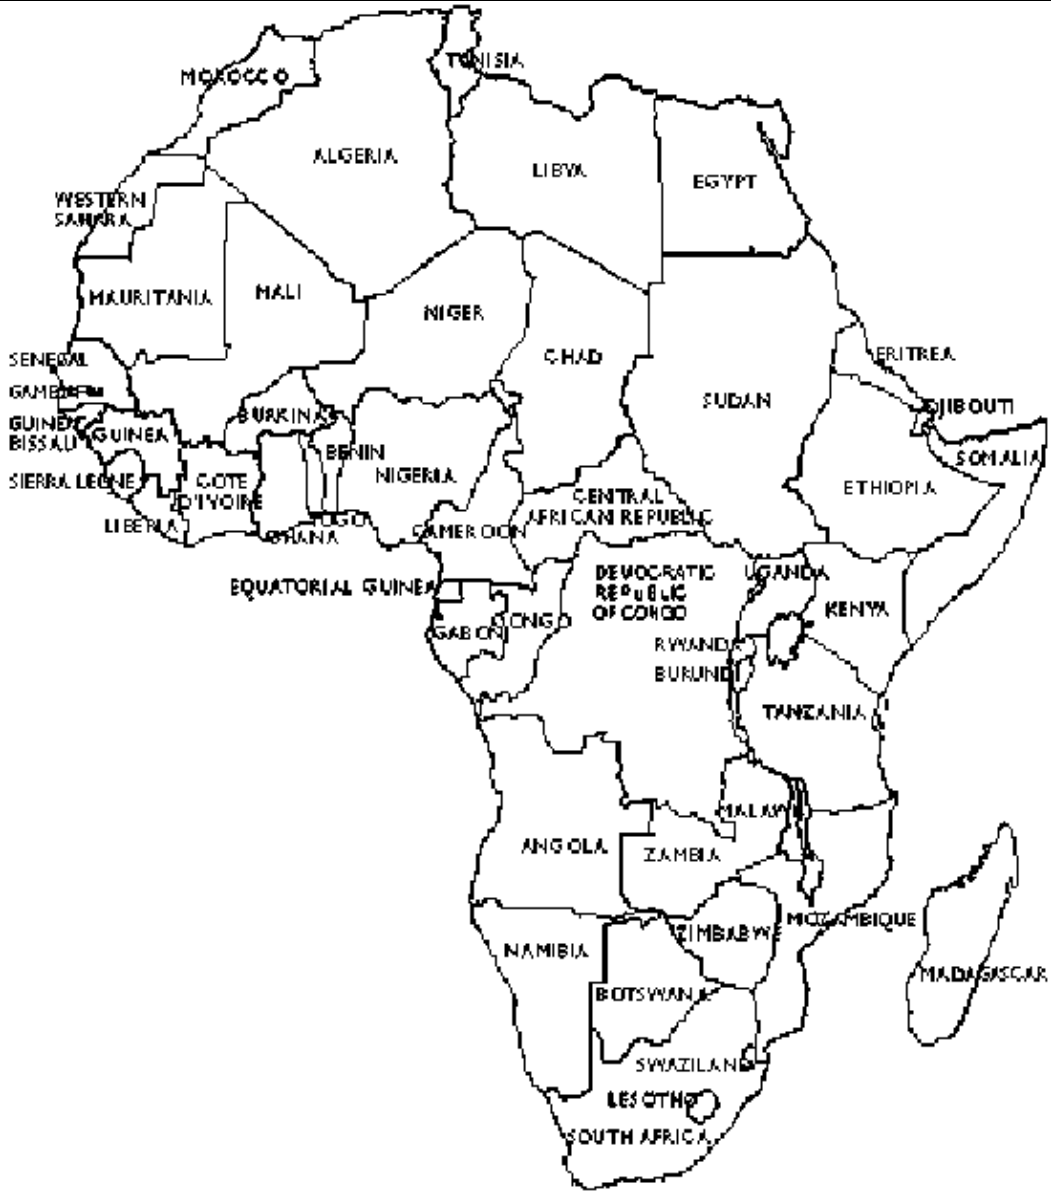 TUNISIA
MOROCCO
ALGERIA
LIBYA
EGYPT
WESTERN
SAHARA
MAURITANIA
MALI
NIGER
CHAD
SUDAN
ERITREA
SENEGAL
GAMBIA
DJIBOUTI
GUINEA
BISSAU
GUINEA
BURKINA
BENIN
NIGERIA
SOMALIA
ETHIOPIA
SIERRA LEONE
COTE
D'IVOIRE
CENTRAL
AFRICAN REPUBLIC
LIBERIA
TOGO
GHANA
CAMEROON
EQUATORIAL GUINEA
DEMOCRATIC
REPUBLIC
OF CONGO
UGANDA
KENYA
GABON
CONGO
RWANDA
BURUNDI
TANZANIA
MALAWI
ANGOLA
ZAMBIA
MOZAMBIQUE
ZIMBABWE
NAMIBIA
MADAGASCAR
BOTSWANA
SWAZILAND
LESOTHO
SOUTH AFRICA